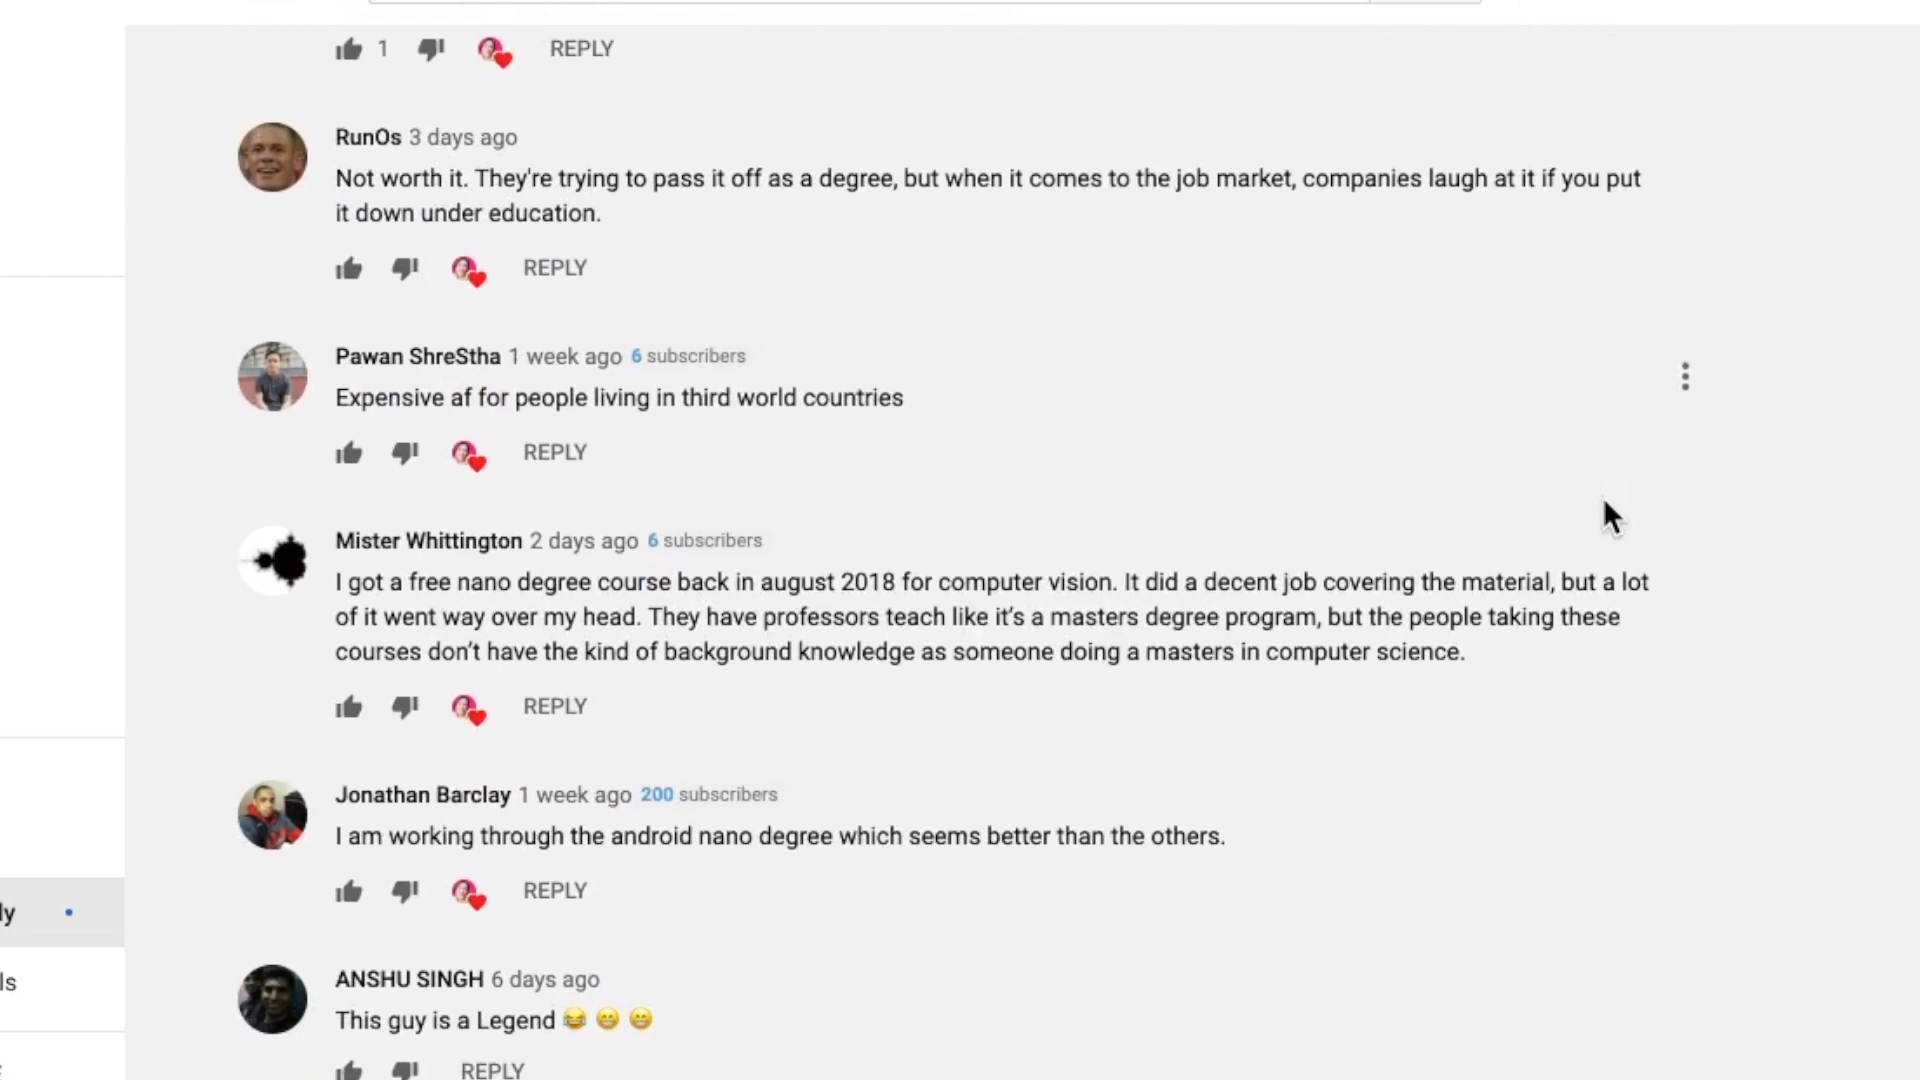 1 REPLY
RunOs 3 days ago
Not worth it. They're trying to pass it off as a degree, but when it comes to the job market, companies laugh at it if you put
it down under education.
REPLY
Pawan ShreStha 1 week ago 6 subscribers
Expensive af for people living in third world countries
REPLY
Mister Whittington 2 days ago 6 subscribers
I got a free nano degree course back in august 2018 for computer vision. It did a decent job covering the material, but a lot
of it went way over my head. They have professors teach like it’s a masters degree program, but the people taking these
courses don’t have the kind of background knowledge as someone doing a masters in computer science.
REPLY
Jonathan Barclay 1 week ago 200 subscribers
I am working through the android nano degree which seems better than the others.
REPLY
ly
ls
ANSHU SINGH 6 days ago
This guy is a Legend 😂 😁 😁
REPLY